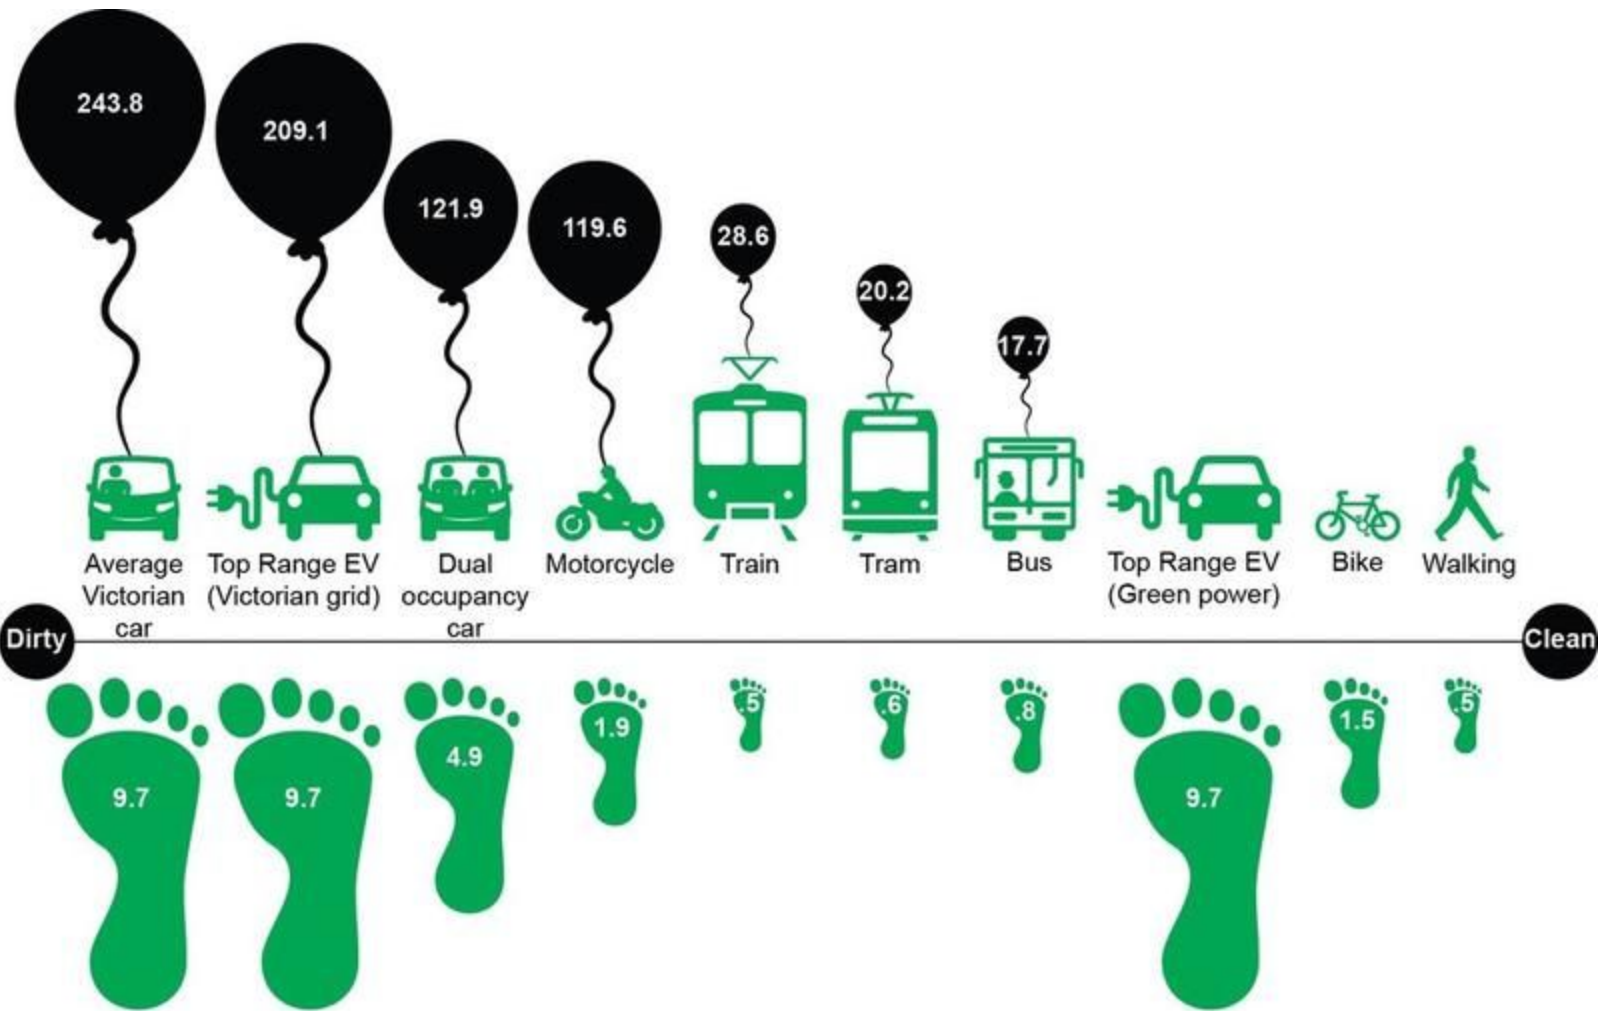 243.8
209.1
121.9
119.6
28.6
20.2
17.7
Average
Victorian
car
Top Range EV
(Victorian grid)
Dual
occupancy
car
Motorcycle
Train
Tram
Bus
Top Range EV
(Green power)
Bike
Walking
Dirty
Clean
9.7
9.7
4.9
1.9
.5
.6
.8
9.7
1.5
.5